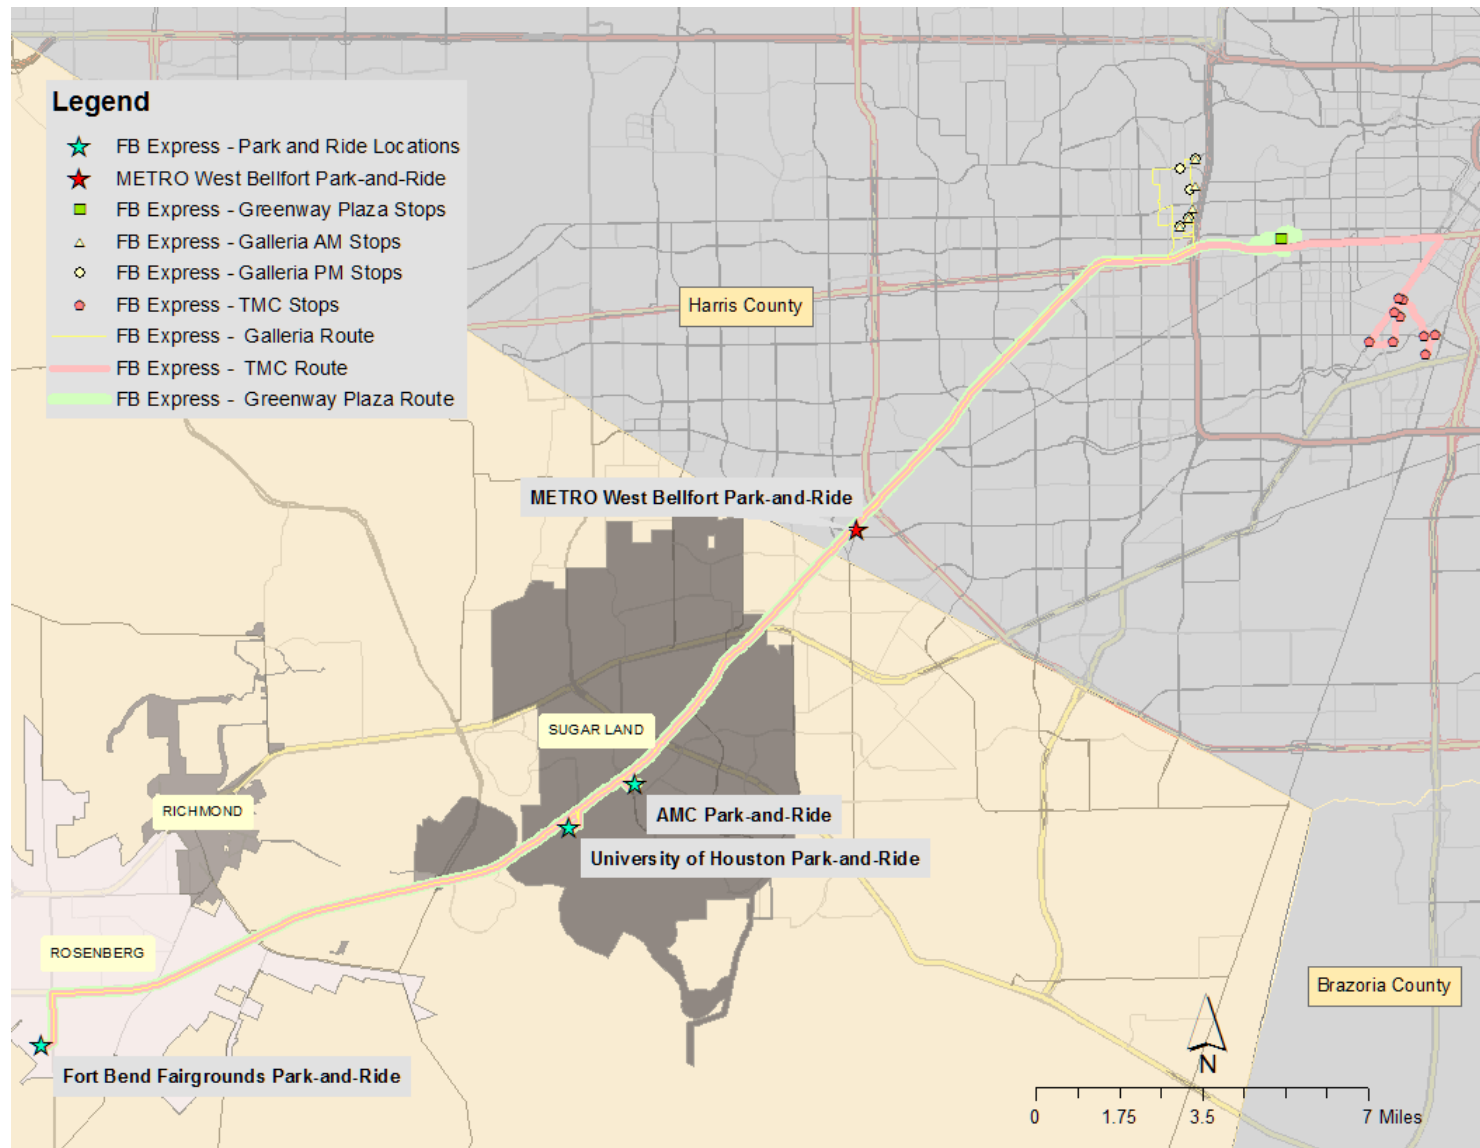 Legend
FB Express - Park and Ride Locations
METRO West Bellfort Park-and-Ride
FB Express - Greenway Plaza Stops
FB Express - Galleria AM Stops
FB Express - Galleria PM Stops
FB Express - TMC Stops
FB Express - Galleria Route
FB Express - TMC Route
FB Express - Greenway Plaza Route
Harris County
METRO West Bellfort Park-and-Ride
SUGAR LAND
AMC Park-and-Ride
RICHMOND
University of Houston Park-and-Ride
ROSENBERG
Brazoria County
Fort Bend Fairgrounds Park-and-Ride
N
0 1.75 3.5 7 Miles